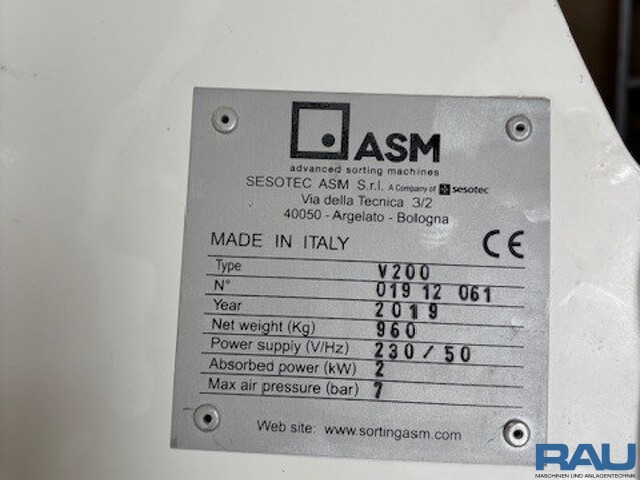 ASM
advanced sorting machines
SESOTEC ASM S.r.l. A Company of sesotec
Via della Tecnica 3/2
40050 - Argelato - Bologna
MADE IN ITALY CE
Type V200
N° 019 12 061
Year 2019
Net weight (Kg) 960
Power supply (V/Hz) 230/50
Absorbed power (kW) 2
Max air pressure (bar) 7
Web site: www.sortingasm.com
RAU
MASCHINEN UND ANLAGENTECHNIK